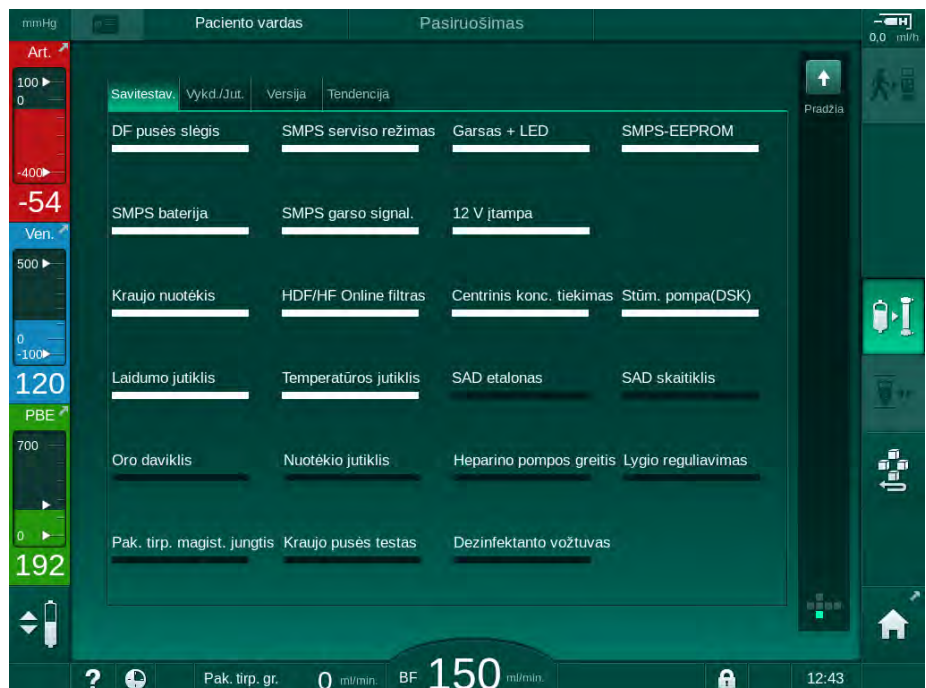 mmHg Paciento vardas Pasiruošimas
0,0 ml/h
Art.
100
0
-400
-54
Ven.
500
0
-100
120
PBE
700
0
192
Savitestav. Vykd./Jut. Versija Tendencija
DF pusės slėgis SMPS serviso režimas Garsas + LED SMPS-EEPROM
SMPS baterija SMPS garso signal. 12 V įtampa
Kraujo nuotėkis HDF/HF Online filtras Centrinis konc. tiekimas Stūm. pompa(DSK)
Laidumo jutiklis Temperatūros jutiklis SAD etalonas SAD skaitiklis
Oro daviklis Nuotėkio jutiklis Heparino pompos greitis Lygio reguliavimas
Pak. tirp. magist. jungtis Kraujo pusės testas Dezinfektanto vožtuvas
Pradžia
? Pak. tirp. gr. 0 ml/min. BF 150 ml/min. 12:43